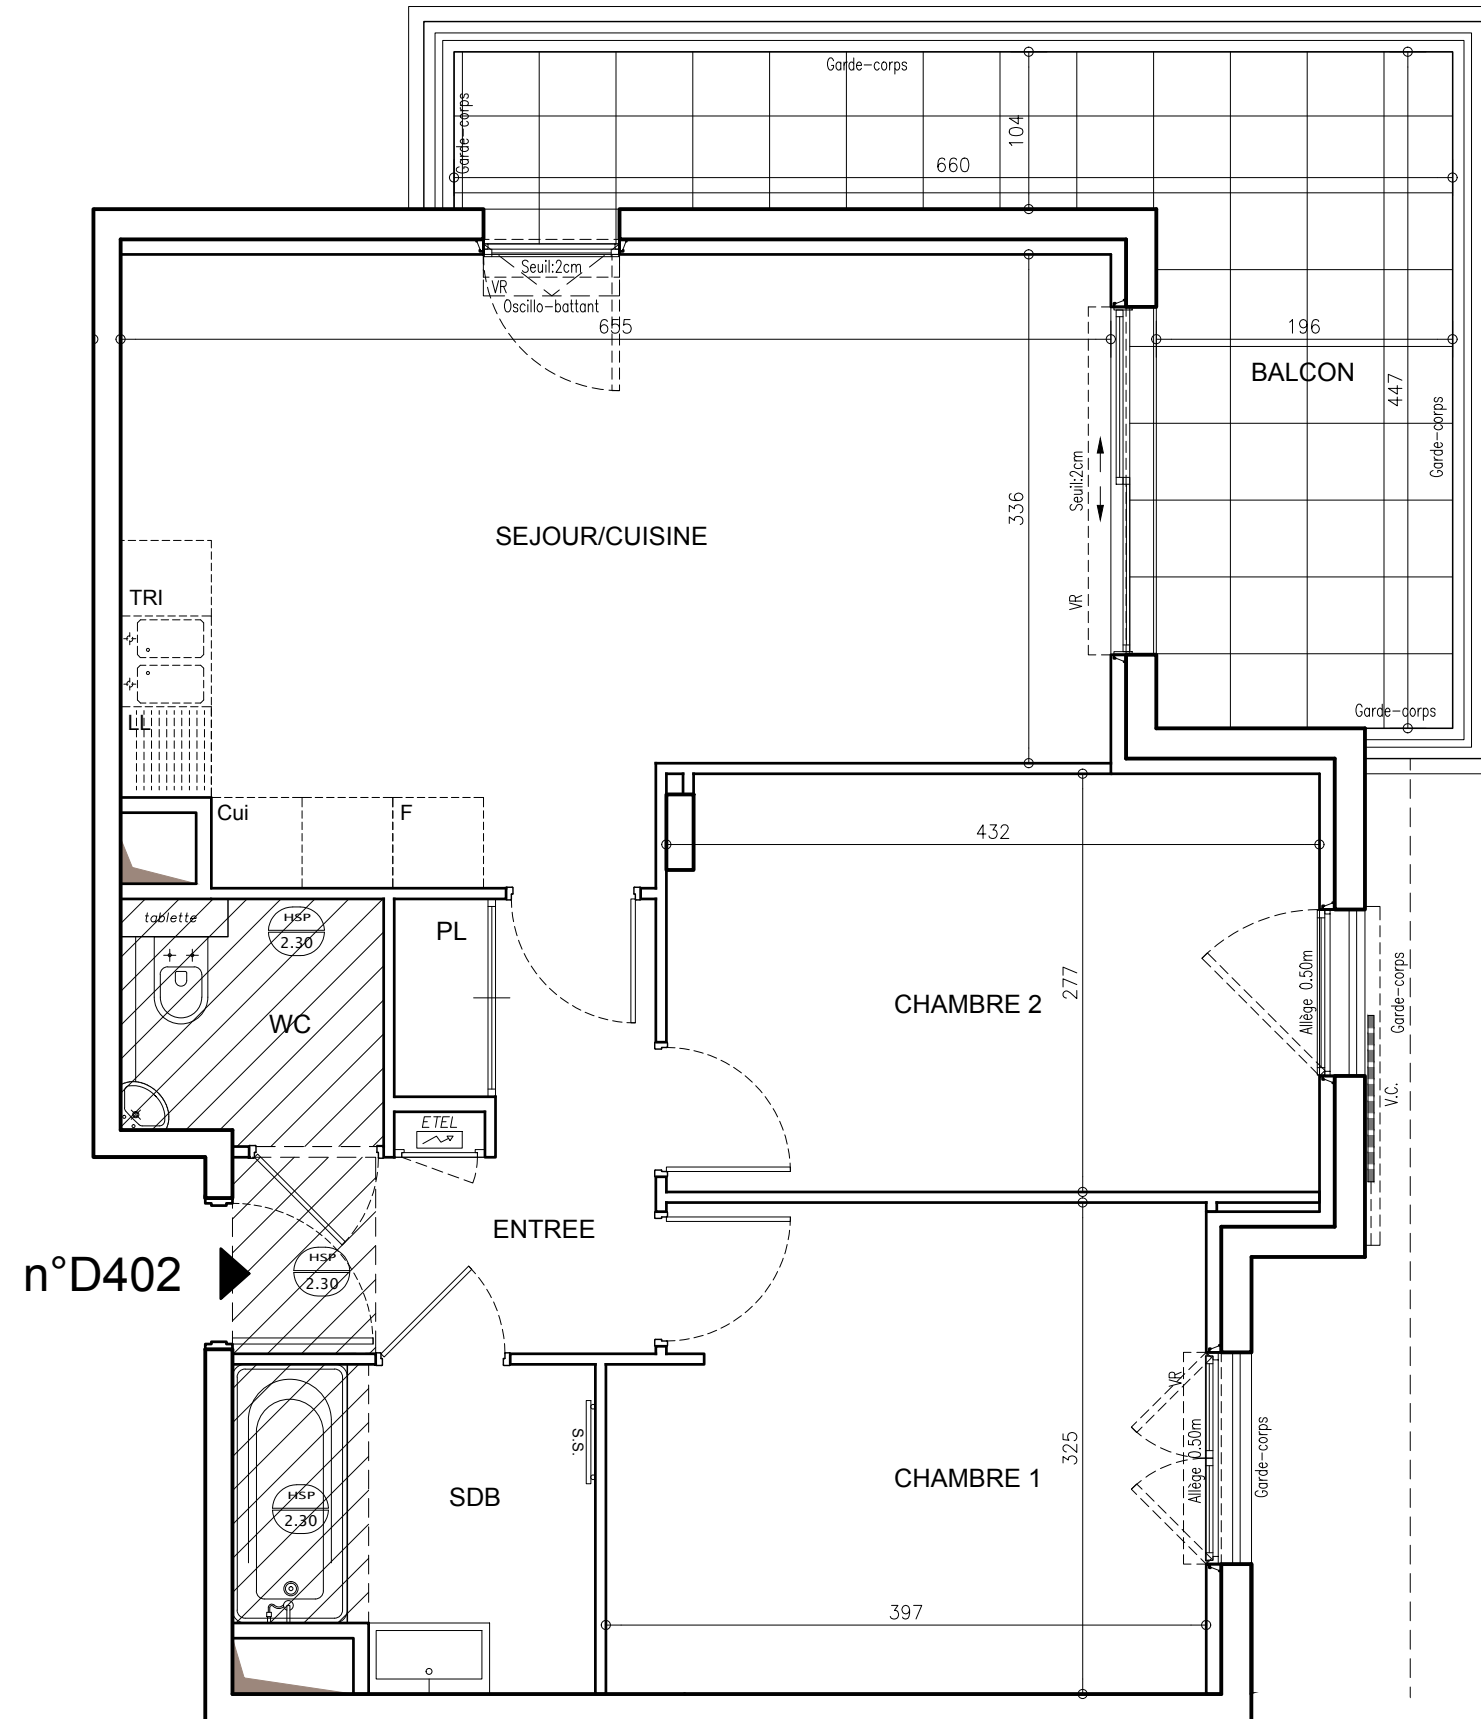 Garde-corps
Garde-corps
104
660
Seuil:2cm
VR
Oscillo-battant
655
196
BALCON
447
Garde-corps
Seuil:2cm
336
SEJOUR/CUISINE
TRI
VR
LL
Garde-corps
Cui
F
432
tablette
HSP
2.30
PL
WC
277
CHAMBRE 2
Allège 0.50m
Garde-corps
V.C.
ETEL
ENTREE
HSP
2.30
n°D402
VR
S.S.
325
Allège 0.50m
Garde-corps
CHAMBRE 1
SDB
HSP
2.30
397